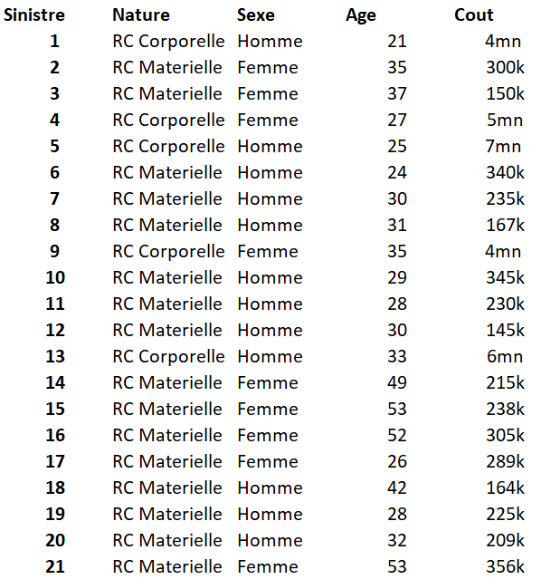 Sinistre Nature Sexe Age Cout
1 RC Corporelle Homme 21 4mn
2 RC Materielle Femme 35 300k
3 RC Materielle Femme 37 150k
4 RC Corporelle Femme 27 5mn
5 RC Corporelle Homme 25 7mn
6 RC Materielle Homme 24 340k
7 RC Materielle Homme 30 235k
8 RC Materielle Homme 31 167k
9 RC Corporelle Femme 35 4mn
10 RC Materielle Homme 29 345k
11 RC Materielle Homme 28 230k
12 RC Materielle Homme 30 145k
13 RC Corporelle Homme 33 6mn
14 RC Materielle Femme 49 215k
15 RC Materielle Femme 53 238k
16 RC Materielle Femme 52 305k
17 RC Materielle Femme 26 289k
18 RC Materielle Homme 42 164k
19 RC Materielle Homme 28 225k
20 RC Materielle Homme 32 209k
21 RC Materielle Femme 53 356k